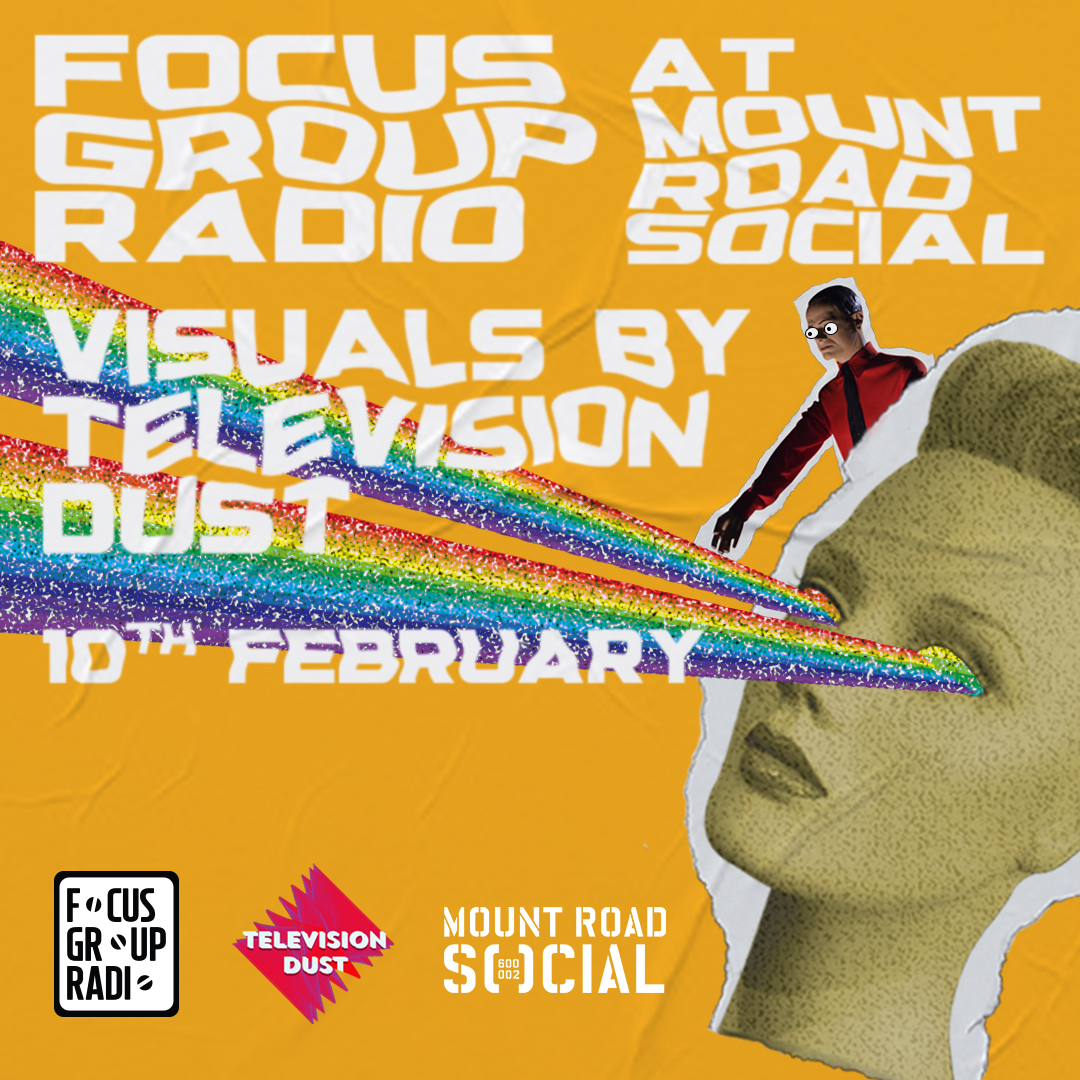 FOCUS
GROUP
RADIO
AT
MOUNT
ROAD
SOCIAL
VISUALS BY
TELEVISION
DUST
10TH FEBRUARY
FOCUS
GROUP
RADIO
TELEVISION
DUST
MOUNT ROAD
SOCIAL
600
002